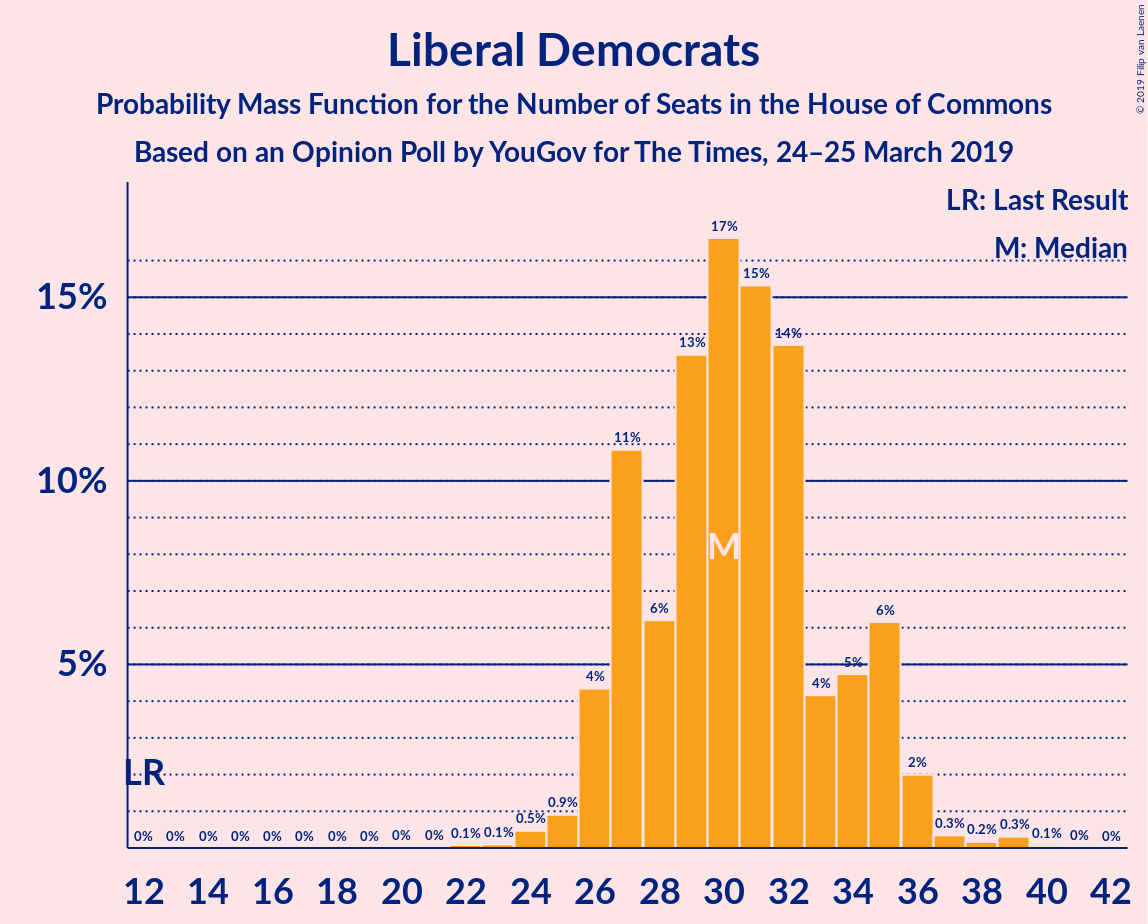 Liberal Democrats
Probability Mass Function for the Number of Seats in the House of Commons
Based on an Opinion Poll by YouGov for The Times, 24–25 March 2019
© 2019 Filip van Laenen
LR: Last Result
M: Median
15%
10%
5%
LR
M
0% 0% 0% 0% 0% 0% 0% 0% 0% 0% 0.1% 0.1% 0.5% 0.9% 4% 11% 6% 13% 17% 15% 14% 4% 5% 6% 2% 0.3% 0.2% 0.3% 0.1% 0% 0%
12 14 16 18 20 22 24 26 28 30 32 34 36 38 40 42